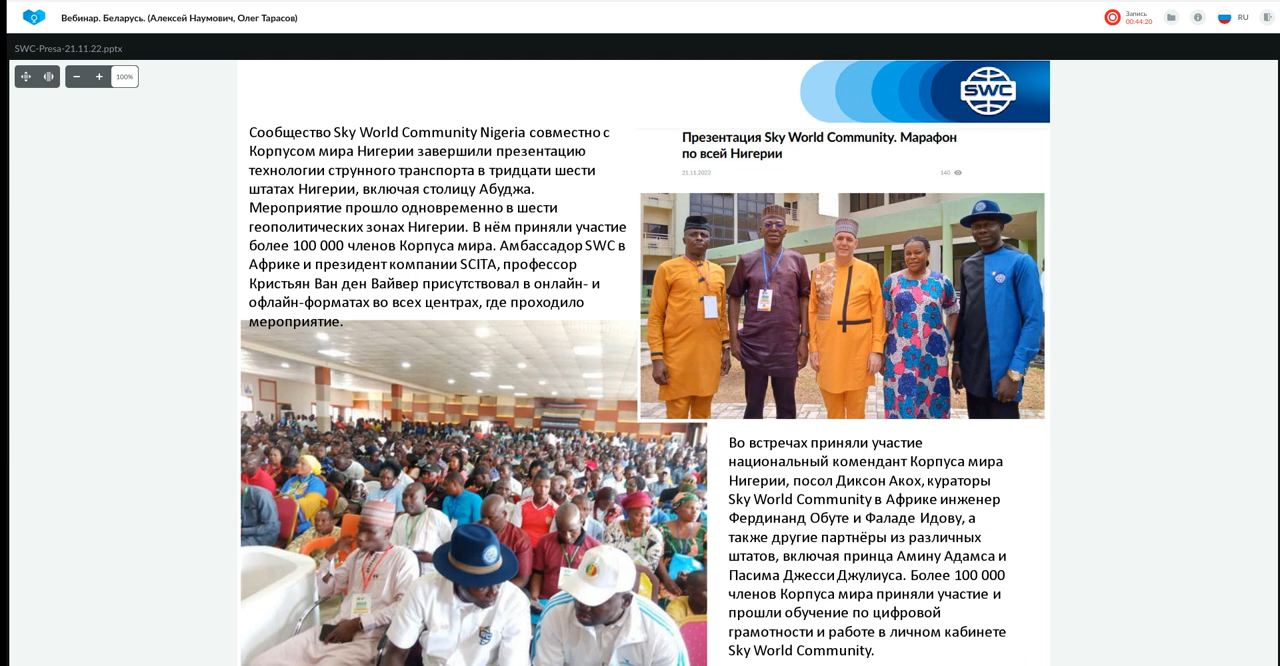 Вебинар. Беларусь. (Алексей Наумович, Олег Тарасов)
Запись
00:44:20
RU
SWC-Presa-21.11.22.pptx
100%
SWC
Сообщество Sky World Community Nigeria совместно с
Корпусом мира Нигерии завершили презентацию
технологии струнного транспорта в тридцати шести
штатах Нигерии, включая столицу Абуджа.
Мероприятие прошло одновременно в шести
геополитических зонах Нигерии. В нём приняли участие
более 100 000 членов Корпуса мира. Амбассадор SWC в
Африке и президент компании SCITA, профессор
Кристьян Ван ден Вайвер присутствовал в онлайн- и
офлайн-форматах во всех центрах, где проходило
мероприятие.
Презентация Sky World Community. Марафон
по всей Нигерии
21.11.2022
140
Во встречах приняли участие
национальный комендант Корпуса мира
Нигерии, посол Диксон Акох, кураторы
Sky World Community в Африке инженер
Фердинанд Обуте и Фаладе Идову, а
также другие партнёры из различных
штатов, включая принца Амину Адамса и
Пасима Джесси Джулиуса. Более 100 000
членов Корпуса мира приняли участие и
прошли обучение по цифровой
грамотности и работе в личном кабинете
Sky World Community.